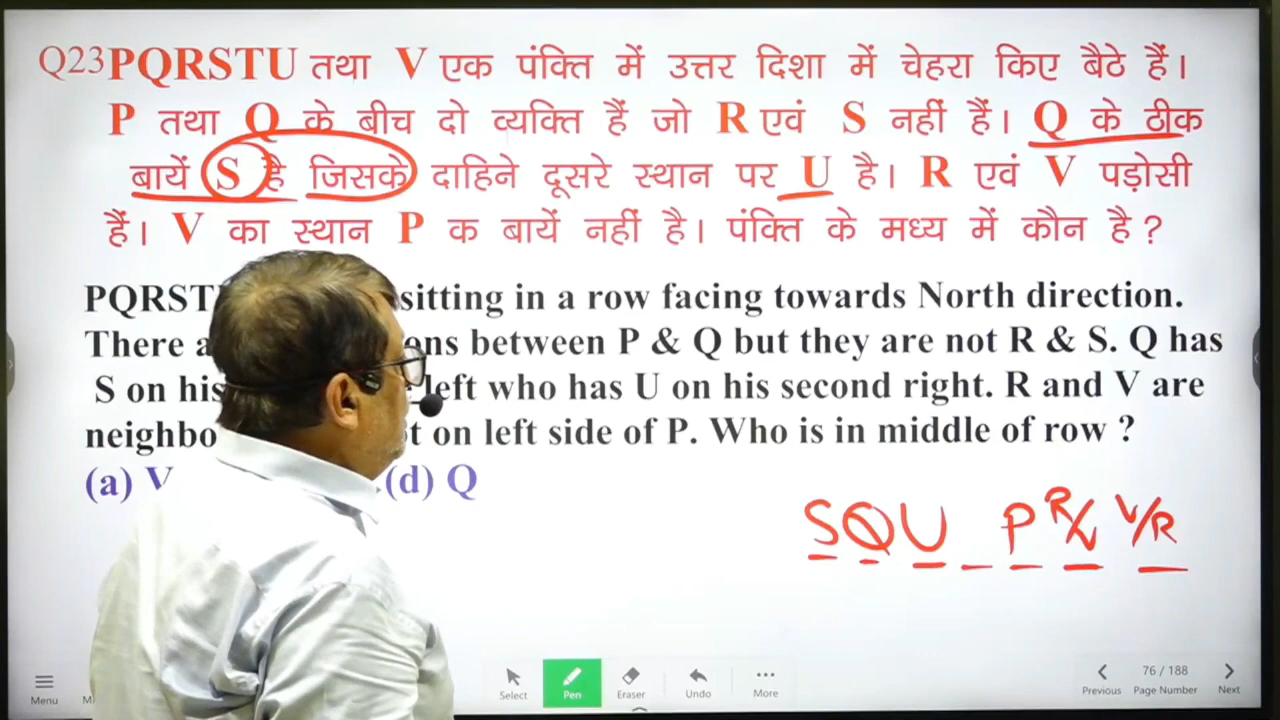 Q23 PQRSTU तथा V एक पंक्ति में उत्तर दिशा में चेहरा किए बैठे हैं।
P तथा Q के बीच दो व्यक्ति हैं जो R एवं S नहीं हैं। Q के ठीक
बायें S है जिसके दाहिने दूसरे स्थान पर U है। R एवं V पड़ोसी
हैं। V का स्थान P क बायें नहीं है। पंक्ति के मध्य में कौन है?
PQRST sitting in a row facing towards North direction.
There between P & Q but they are not R & S. Q has
S on his left who has U on his second right. R and V are
on left side of P. Who is in middle of row ?
(a) V (d) Q
S Q U P R/V V/R
Menu Select Pen Eraser Undo More Previous 76 / 188 Page Number Next